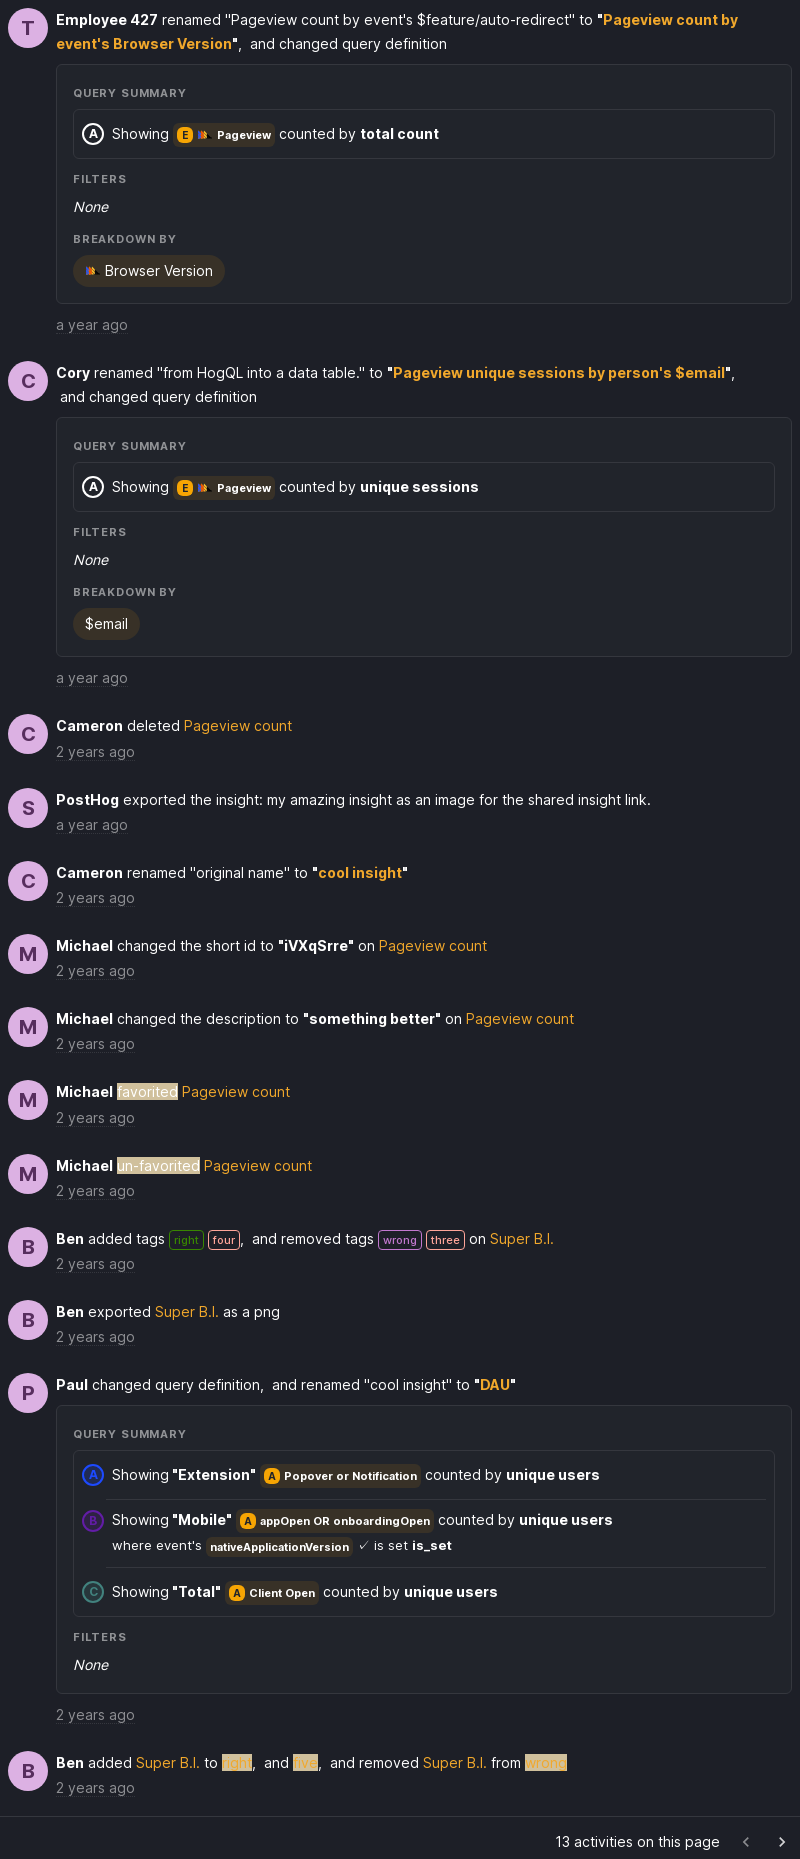 T
Employee 427 renamed "Pageview count by event's $feature/auto-redirect" to "Pageview count by
event's Browser Version", and changed query definition
QUERY SUMMARY
A Showing E Pageview counted by total count
FILTERS
None
BREAKDOWN BY
Browser Version
a year ago
C
Cory renamed "from HogQL into a data table." to "Pageview unique sessions by person's $email",
and changed query definition
QUERY SUMMARY
A Showing E Pageview counted by unique sessions
FILTERS
None
BREAKDOWN BY
$email
a year ago
C
Cameron deleted Pageview count
2 years ago
S
PostHog exported the insight: my amazing insight as an image for the shared insight link.
a year ago
C
Cameron renamed "original name" to "cool insight"
2 years ago
M
Michael changed the short id to "iVXqSrre" on Pageview count
2 years ago
M
Michael changed the description to "something better" on Pageview count
2 years ago
M
Michael favorited Pageview count
2 years ago
M
Michael un-favorited Pageview count
2 years ago
B
Ben added tags right four, and removed tags wrong three on Super B.I.
2 years ago
B
Ben exported Super B.I. as a png
2 years ago
P
Paul changed query definition, and renamed "cool insight" to "DAU"
QUERY SUMMARY
A Showing "Extension" A Popover or Notification counted by unique users
B Showing "Mobile" A appOpen OR onboardingOpen counted by unique users
where event's nativeApplicationVersion ✓ is set is_set
C Showing "Total" A Client Open counted by unique users
FILTERS
None
2 years ago
B
Ben added Super B.I. to right, and five, and removed Super B.I. from wrong
2 years ago
13 activities on this page